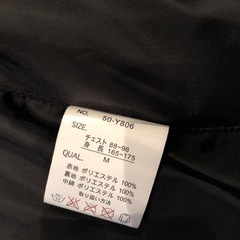 NO. 50-Y806
SIZE.
チェスト 88-96
身長 165-175
QUAL. M
表地 ポリエステル 100%
裏地 ポリエステル 100%
中綿 ポリエステル 100%
取り扱い方法